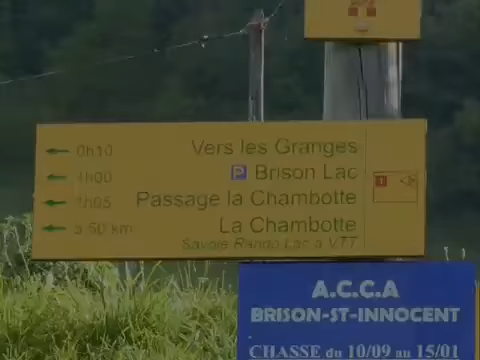 0h10 Vers les Granges
1h00 P Brison Lac
1h05 Passage la Chambotte
à 50 km La Chambotte
Savoie Rando Lac à VTT
1
A.C.C.A
BRISON-ST-INNOCENT
CHASSE du 10/09 au 15/01